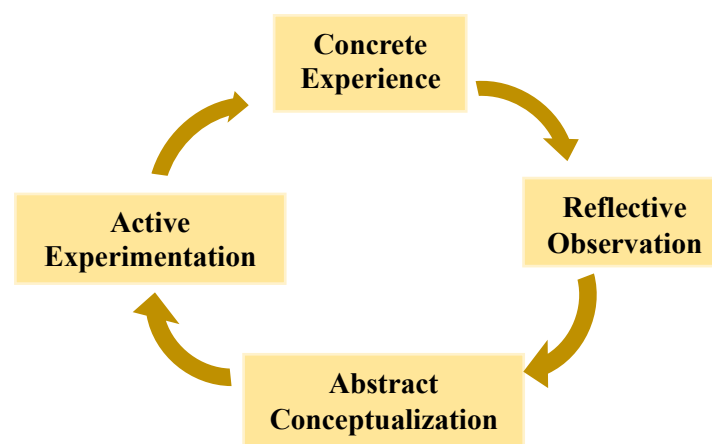 Concrete
Experience
Reflective
Observation
Abstract
Conceptualization
Active
Experimentation